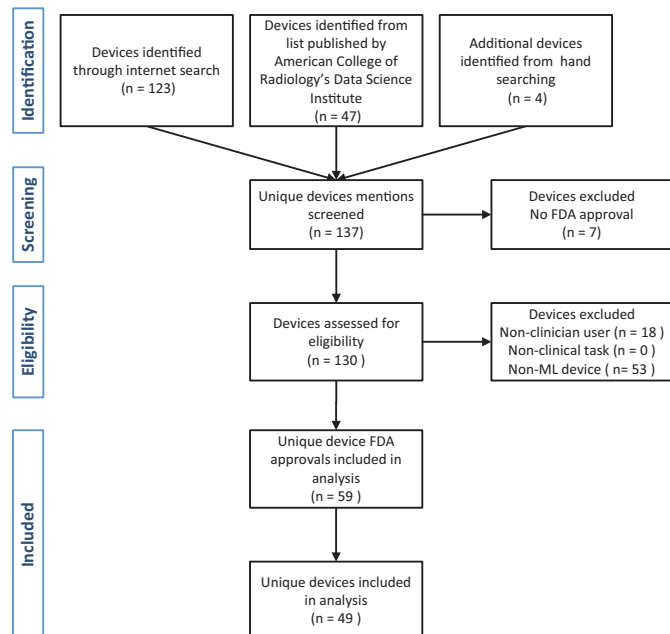 Identification
Devices identified
through internet search
(n = 123)
Devices identified from
list published by
American College of
Radiology's Data Science
Institute
(n = 47)
Additional devices
identified from hand
searching
(n = 4)
Screening
Unique devices mentions
screened
(n = 137)
Devices excluded
No FDA approval
(n = 7)
Eligibility
Devices assessed for
eligibility
(n = 130 )
Devices excluded
Non-clinician user (n = 18 )
Non-clinical task (n = 0 )
Non-ML device ( n= 53 )
Included
Unique device FDA
approvals included in
analysis
(n = 59 )
Unique devices included
in analysis
(n = 49 )